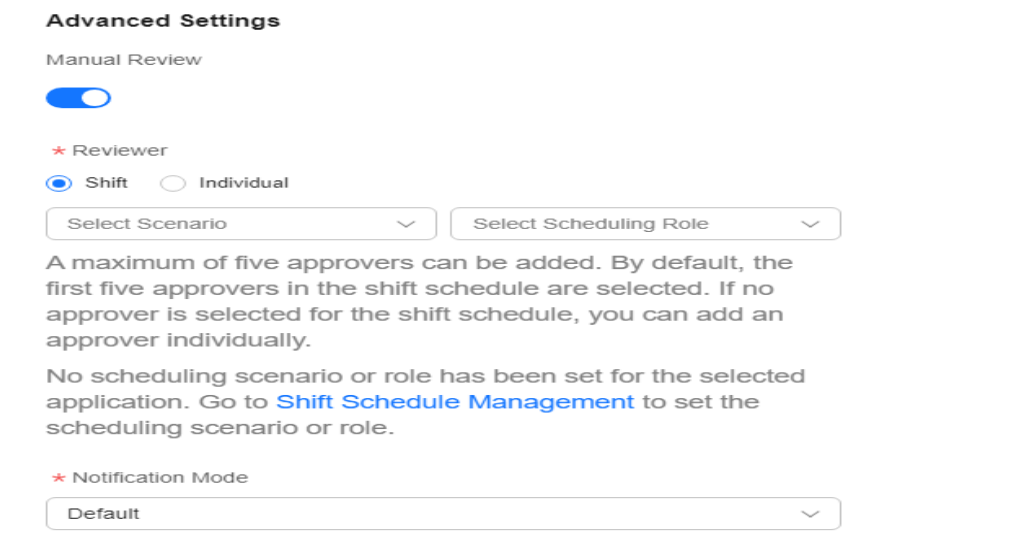 Advanced Settings
Manual Review
* Reviewer
Shift Individual
Select Scenario Select Scheduling Role
A maximum of five approvers can be added. By default, the
first five approvers in the shift schedule are selected. If no
approver is selected for the shift schedule, you can add an
approver individually.
No scheduling scenario or role has been set for the selected
application. Go to Shift Schedule Management to set the
scheduling scenario or role.
* Notification Mode
Default